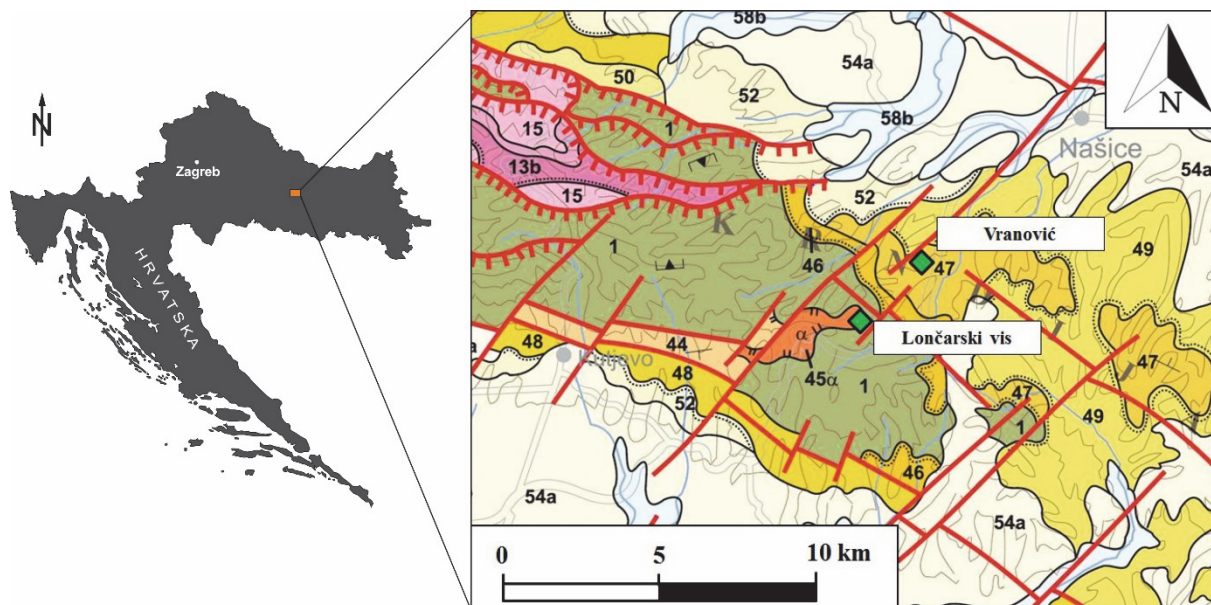 N
Zagreb
HRVATSKA
58b
54a
50
52
1
15
58b
N
13b
Našice
15
54a
52
K
R
Vranović
1
46
V
47
49
D
I
Lončarski vis
α
44
48
Kutjevo
48
45α
1
47
47
J
52
1
49
I
46
54a
54a
0
5
10 km